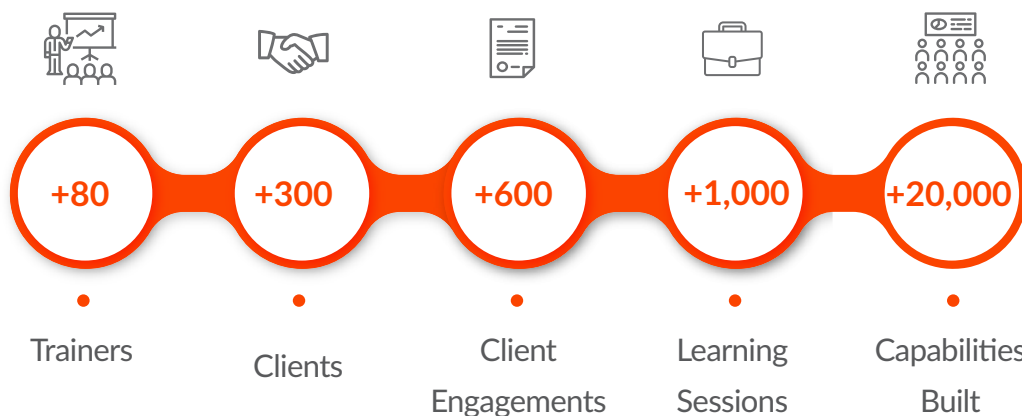 +80
+300
+600
+1,000
+20,000
Trainers
Clients
Client
Engagements
Learning
Sessions
Capabilities
Built